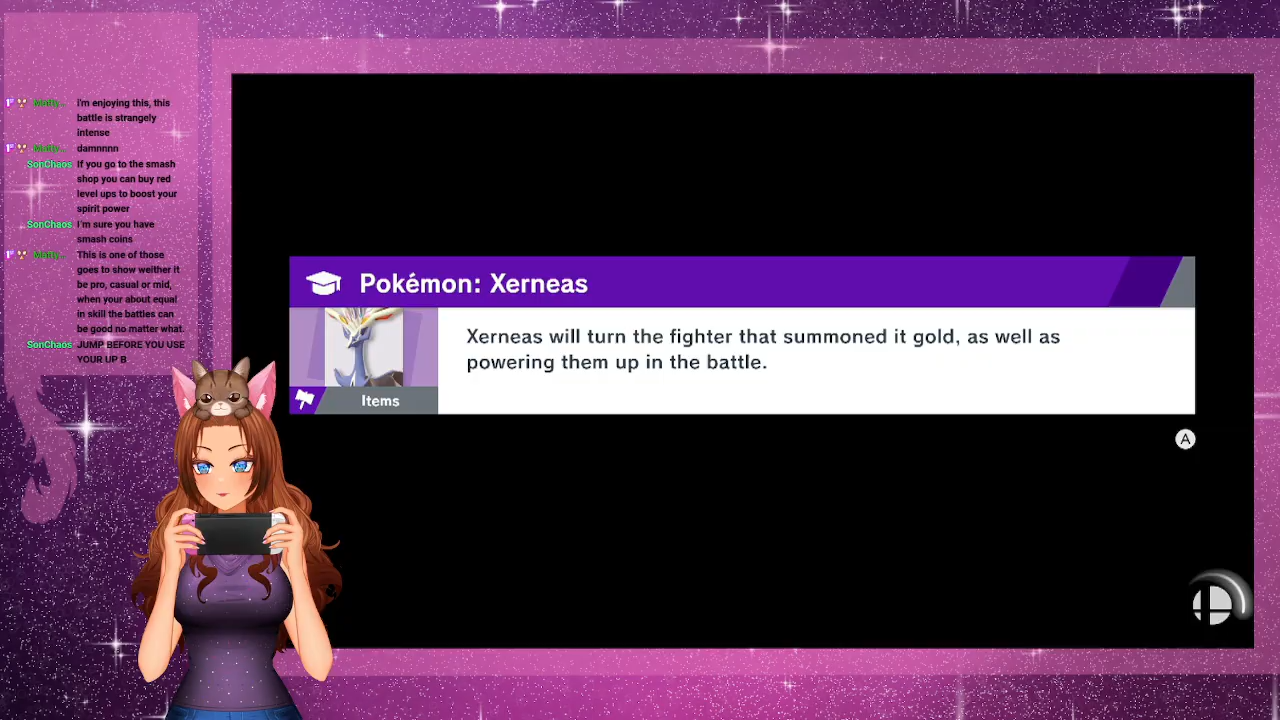 i'm enjoying this, this
battle is strangely
intense
damnnnn
SonChaos If you go to the smash
shop you can buy red
level ups to boost your
spirit power
SonChaos I'm sure you have
smash coins
This is one of those
goes to show weither it
be pro, casual or mid,
when your about equal
in skill the battles can
be good no matter what.
SonChaos JUMP BEFORE YOU USE
YOUR UP B
Pokémon: Xerneas
Xerneas will turn the fighter that summoned it gold, as well as
powering them up in the battle.
Items
A